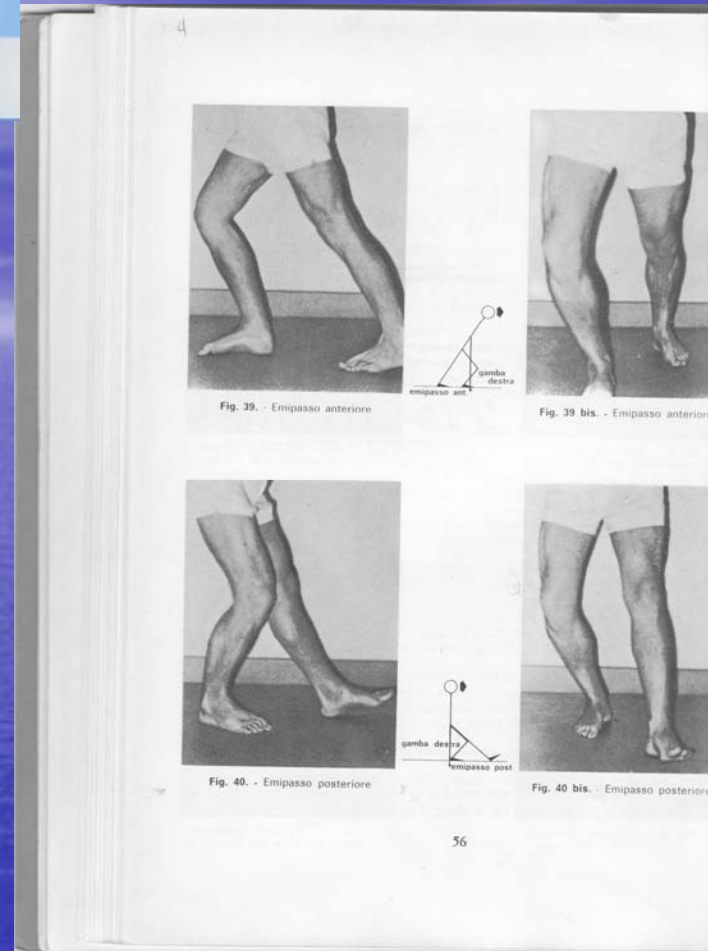 4
gamba
destra
emipasso ant.
Fig. 39. - Emipasso anteriore
Fig. 39 bis. - Emipasso anteriore
gamba destra
emipasso post
Fig. 40. - Emipasso posteriore
Fig. 40 bis. - Emipasso posteriore
56